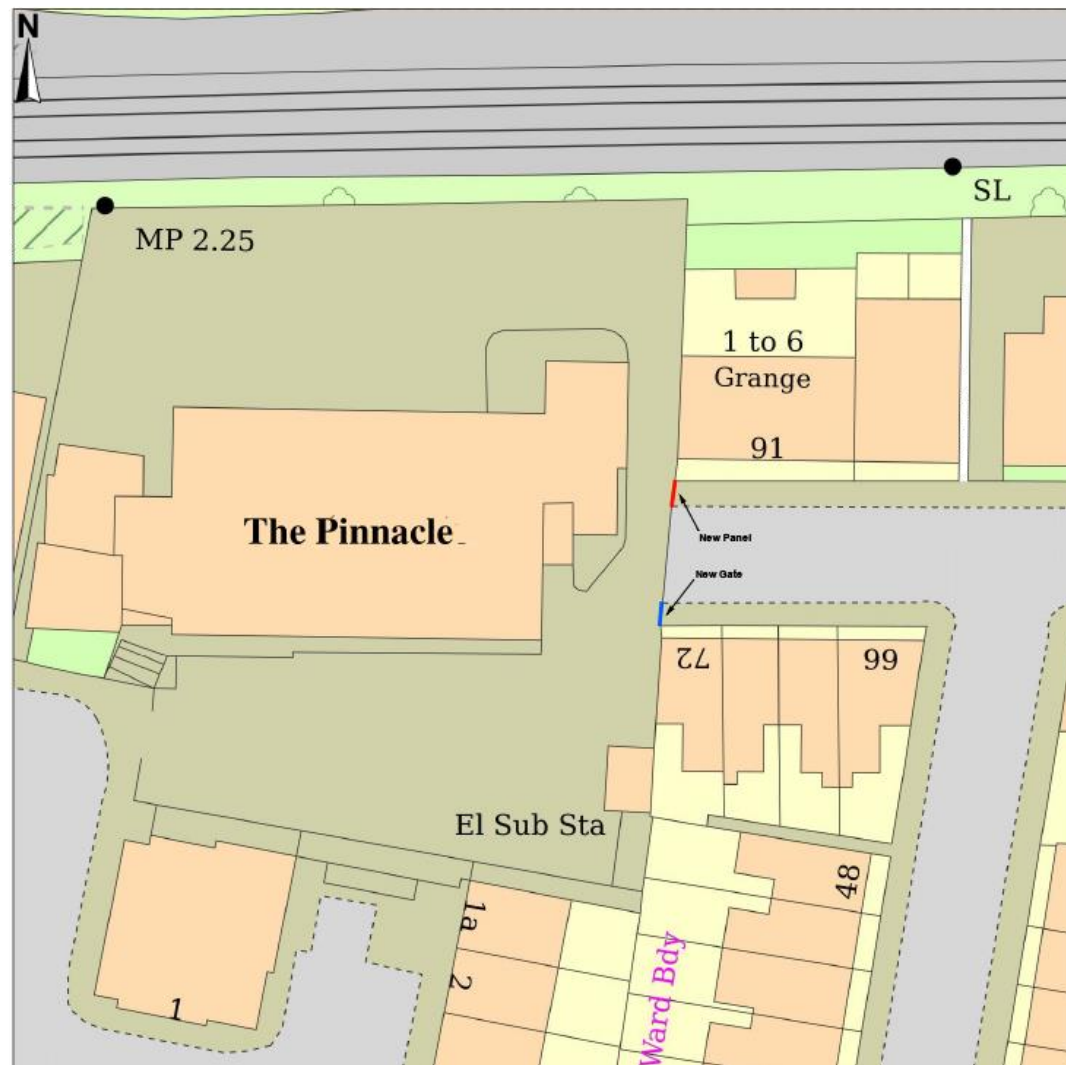 N
MP 2.25
SL
1 to 6
Grange
91
The Pinnacle
New Panel
New Gate
72
66
El Sub Sta
48
1a
2
1
Ward Bdy